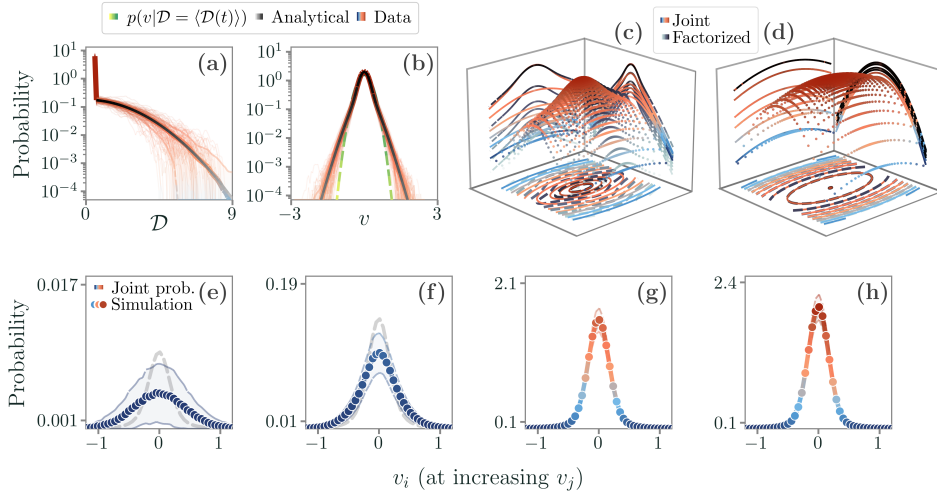 p(v|𝒟 = ⟨𝒟(t)⟩) Analytical Data
Joint
Factorized
(a)
(b)
(c)
(d)
Probability
10¹
10⁰
10⁻¹
10⁻²
10⁻³
10⁻⁴
0
9
𝒟
10¹
10⁰
10⁻¹
10⁻²
10⁻³
10⁻⁴
−3
3
v
Probability
0.017
0.001
Joint prob.
Simulation
(e)
−1 0 1
0.19
0.01
(f)
−1 0 1
2.1
0.1
(g)
−1 0 1
2.4
0.1
(h)
−1 0 1
vᵢ (at increasing vⱼ)